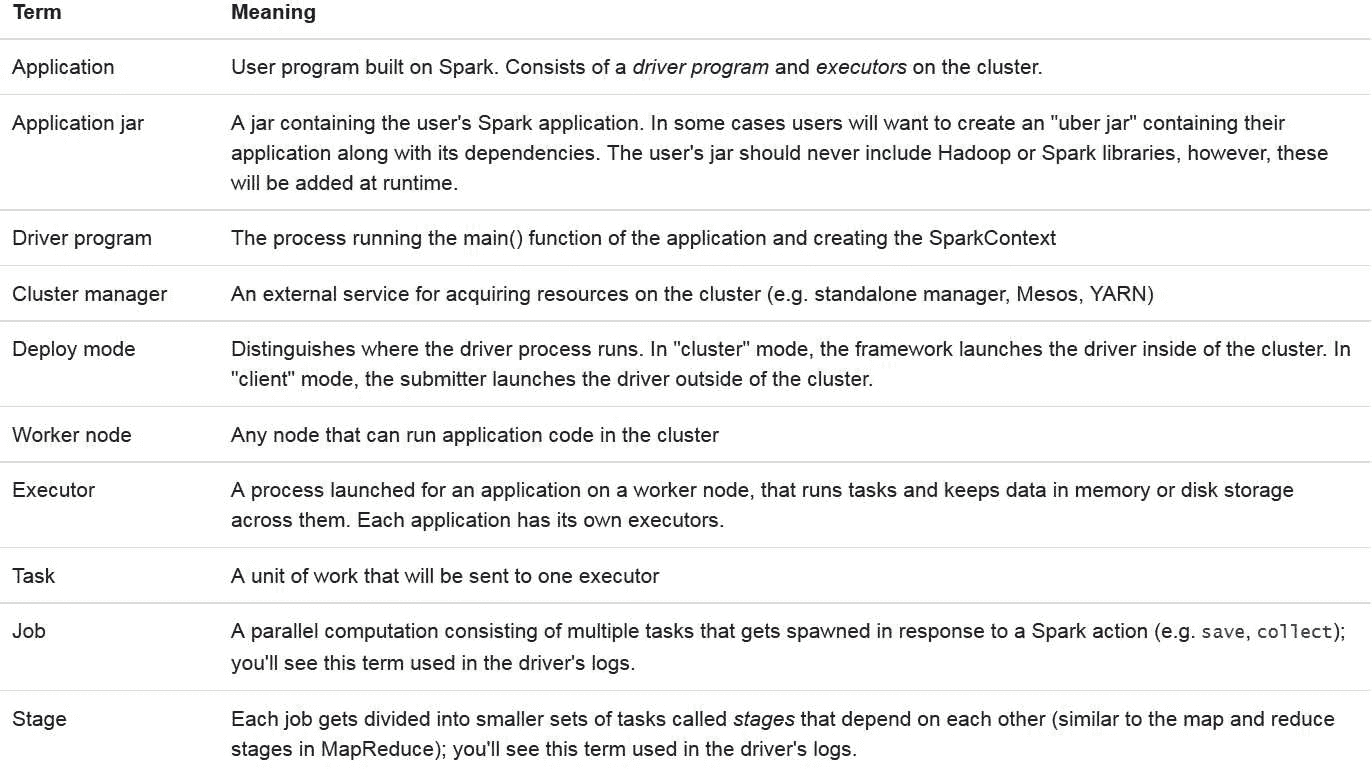 Term Meaning
Application User program built on Spark. Consists of a driver program and executors on the cluster.
Application jar A jar containing the user's Spark application. In some cases users will want to create an "uber jar" containing their
application along with its dependencies. The user's jar should never include Hadoop or Spark libraries, however, these
will be added at runtime.
Driver program The process running the main() function of the application and creating the SparkContext
Cluster manager An external service for acquiring resources on the cluster (e.g. standalone manager, Mesos, YARN)
Deploy mode Distinguishes where the driver process runs. In "cluster" mode, the framework launches the driver inside of the cluster. In
"client" mode, the submitter launches the driver outside of the cluster.
Worker node Any node that can run application code in the cluster
Executor A process launched for an application on a worker node, that runs tasks and keeps data in memory or disk storage
across them. Each application has its own executors.
Task A unit of work that will be sent to one executor
Job A parallel computation consisting of multiple tasks that gets spawned in response to a Spark action (e.g. save, collect);
you'll see this term used in the driver's logs.
Stage Each job gets divided into smaller sets of tasks called stages that depend on each other (similar to the map and reduce
stages in MapReduce); you'll see this term used in the driver's logs.